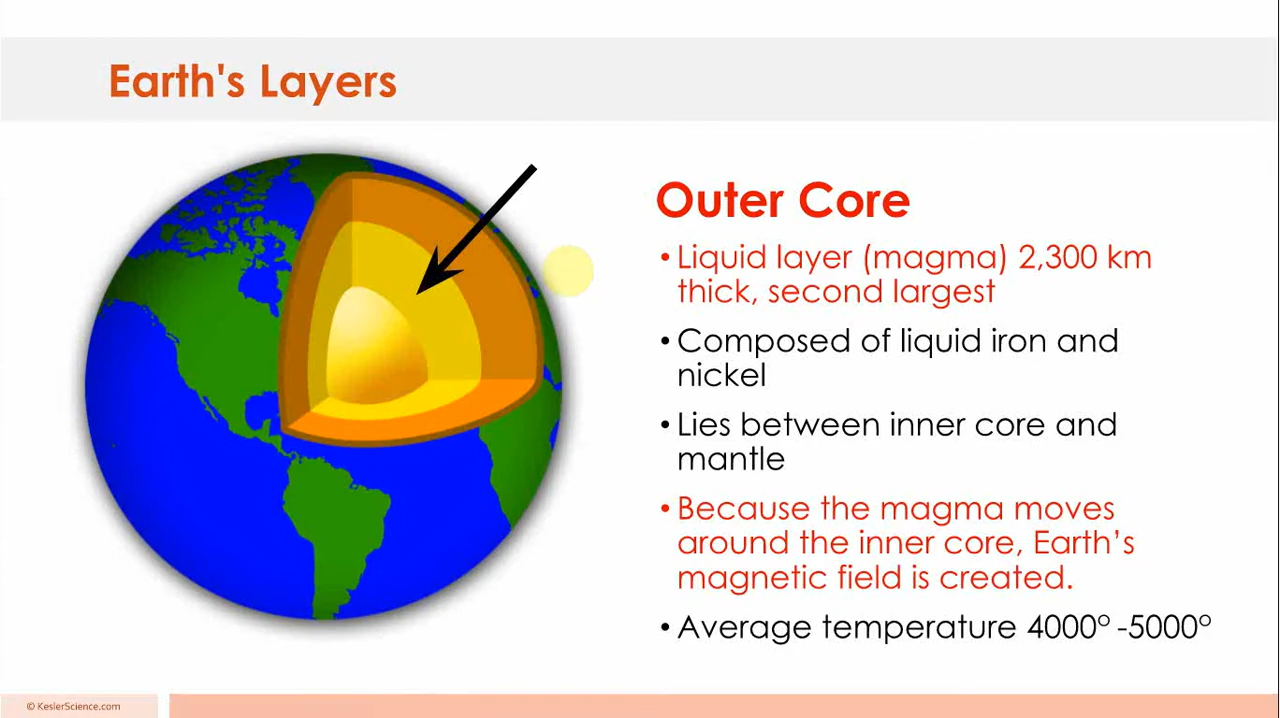 Earth's Layers
Outer Core
• Liquid layer (magma) 2,300 km
thick, second largest
• Composed of liquid iron and
nickel
• Lies between inner core and
mantle
• Because the magma moves
around the inner core, Earth’s
magnetic field is created.
• Average temperature 4000° -5000°
© KeslerScience.com